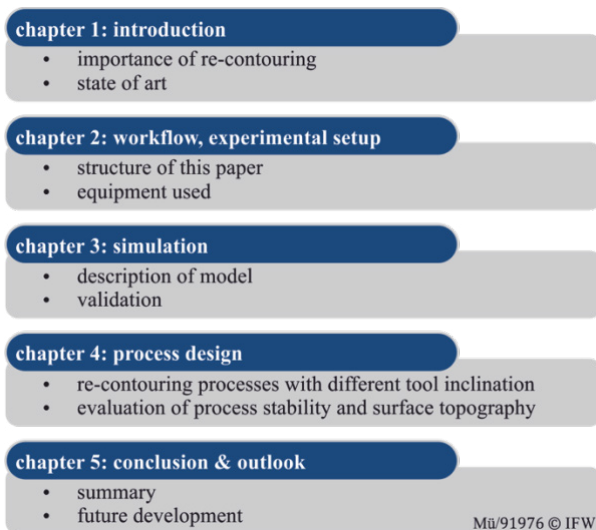 chapter 1: introduction
• importance of re-contouring
• state of art
chapter 2: workflow, experimental setup
• structure of this paper
• equipment used
chapter 3: simulation
• description of model
• validation
chapter 4: process design
• re-contouring processes with different tool inclination
• evaluation of process stability and surface topography
chapter 5: conclusion & outlook
• summary
• future development
Mü/91976 © IFW